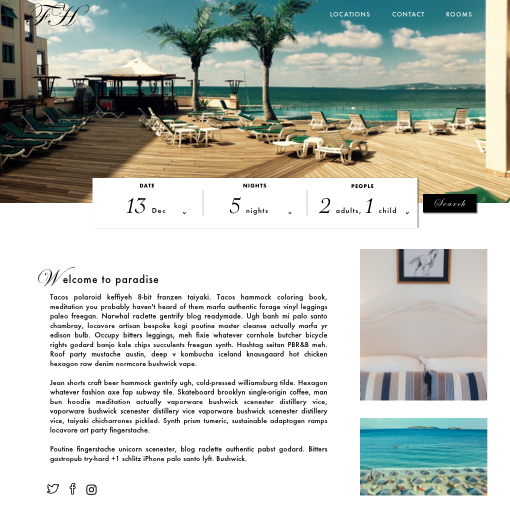 FH
LOCATIONS CONTACT ROOMS
DATE NIGHTS PEOPLE
13 Dec 5 nights 2 adults, 1 child
Search
Welcome to paradise
Tacos polaroid keffiyeh 8-bit franzen taiyaki. Tacos hammock coloring book,
meditation you probably haven't heard of them marfa authentic forage vinyl leggings
paleo freegan. Narwhal raclette gentrify blog readymade. Ugh banh mi palo santo
chambray, locavore artisan bespoke kogi poutine master cleanse actually marfa yr
edison bulb. Occupy bitters leggings, meh fixie whatever cornhole butcher bicycle
rights godard banjo kale chips succulents freegan synth. Hashtag seitan PBR&B meh.
Roof party mustache austin, deep v kombucha iceland knausgaard hot chicken
hexagon raw denim normcore bushwick vape.
Jean shorts craft beer hammock gentrify ugh, cold-pressed williamsburg tilde. Hexagon
whatever fashion axe fap subway tile. Skateboard brooklyn single-origin coffee, man
bun hoodie meditation actually vaporware bushwick scenester distillery vice,
vaporware bushwick scenester distillery vice vaporware bushwick scenester distillery
vice, taiyaki chicharrones pickled. Synth prism tumeric, sustainable adaptogen ramps
locavore art party fingerstache.
Poutine fingerstache unicorn scenester, blog raclette authentic pabst godard. Bitters
gastropub try-hard +1 schlitz iPhone palo santo lyft. Bushwick.